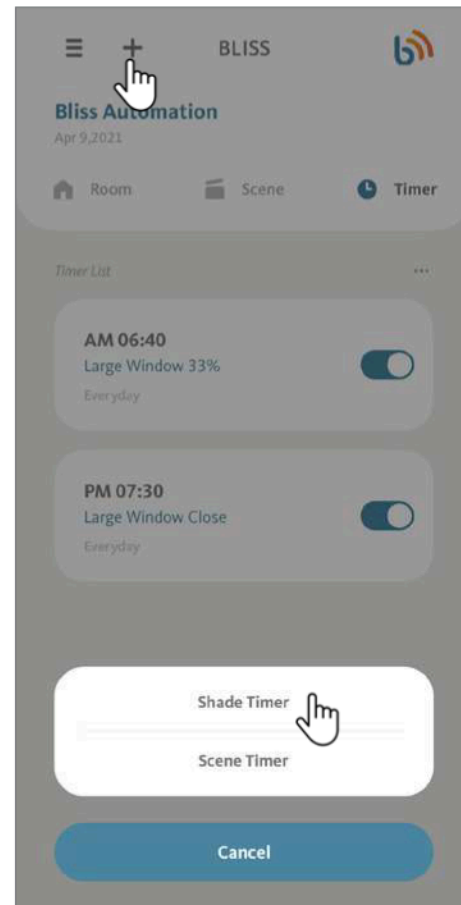 BLISS
Bliss Automation
Apr 9,2021
Room Scene Timer
Timer List
AM 06:40
Large Window 33%
Everyday
PM 07:30
Large Window Close
Everyday
Shade Timer
Scene Timer
Cancel